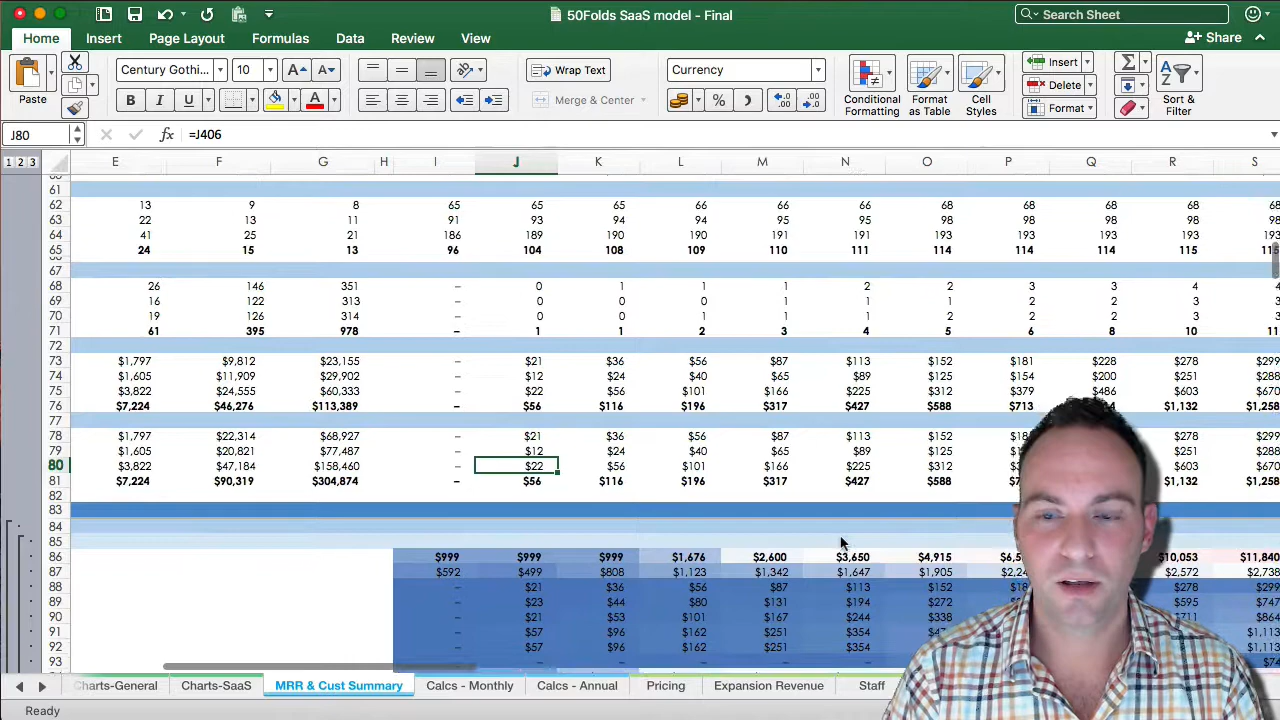 50Folds SaaS model - Final
Search Sheet
Home Insert Page Layout Formulas Data Review View Share
Paste
Century Gothi... 10 Wrap Text Currency Insert
B I U A Merge & Center % Conditional Formatting Format as Table Cell Styles Delete Format Sort & Filter
J80 fx =J406
1 2 3 E F G H I J K L M N O P Q R S
61
62 13 9 8 65 65 65 66 66 66 68 68 68 68 68
63 22 13 11 91 93 94 94 95 95 98 98 98 98 98
64 41 25 21 186 189 190 190 191 191 193 193 193 193 193
65 24 15 13 96 104 108 109 110 111 114 114 114 115 115
67
68 26 146 351 – 0 1 1 1 2 2 3 3 4 4
69 16 122 313 – 0 0 0 1 1 1 2 2 3 3
70 19 126 314 – 0 0 1 1 1 2 2 2 3 3
71 61 395 978 – 1 1 2 3 4 5 6 8 10 11
72
73 $1,797 $9,812 $23,155 – $21 $36 $56 $87 $113 $152 $181 $228 $278 $299
74 $1,605 $11,909 $29,902 – $12 $24 $40 $65 $89 $125 $154 $200 $251 $288
75 $3,822 $24,555 $60,333 – $22 $56 $101 $166 $225 $312 $379 $486 $603 $670
76 $7,224 $46,276 $113,389 – $56 $116 $196 $317 $427 $588 $713 $1,132 $1,258
77
78 $1,797 $22,314 $68,927 – $21 $36 $56 $87 $113 $152 $278 $299
79 $1,605 $20,821 $77,487 – $12 $24 $40 $65 $89 $125 $251 $288
80 $3,822 $47,184 $158,460 – $22 $56 $101 $166 $225 $312 $603 $670
81 $7,224 $90,319 $304,874 – $56 $116 $196 $317 $427 $588 $1,132 $1,258
82
83
84
85
86 $999 $999 $999 $1,676 $2,600 $3,650 $4,915 $10,053 $11,840
87 $592 $499 $808 $1,123 $1,342 $1,647 $1,905 $2,572 $2,738
88 – $21 $36 $56 $87 $113 $152 $278 $299
89 – $23 $44 $80 $131 $194 $272 $595 $747
90 – $21 $53 $101 $167 $244 $338 $711 $864
91 – $57 $96 $162 $251 $354
92 – $57 $96 $162 $251 $354
93 – – – – – –
Charts-General Charts-SaaS MRR & Cust Summary Calcs - Monthly Calcs - Annual Pricing Expansion Revenue Staff
Ready